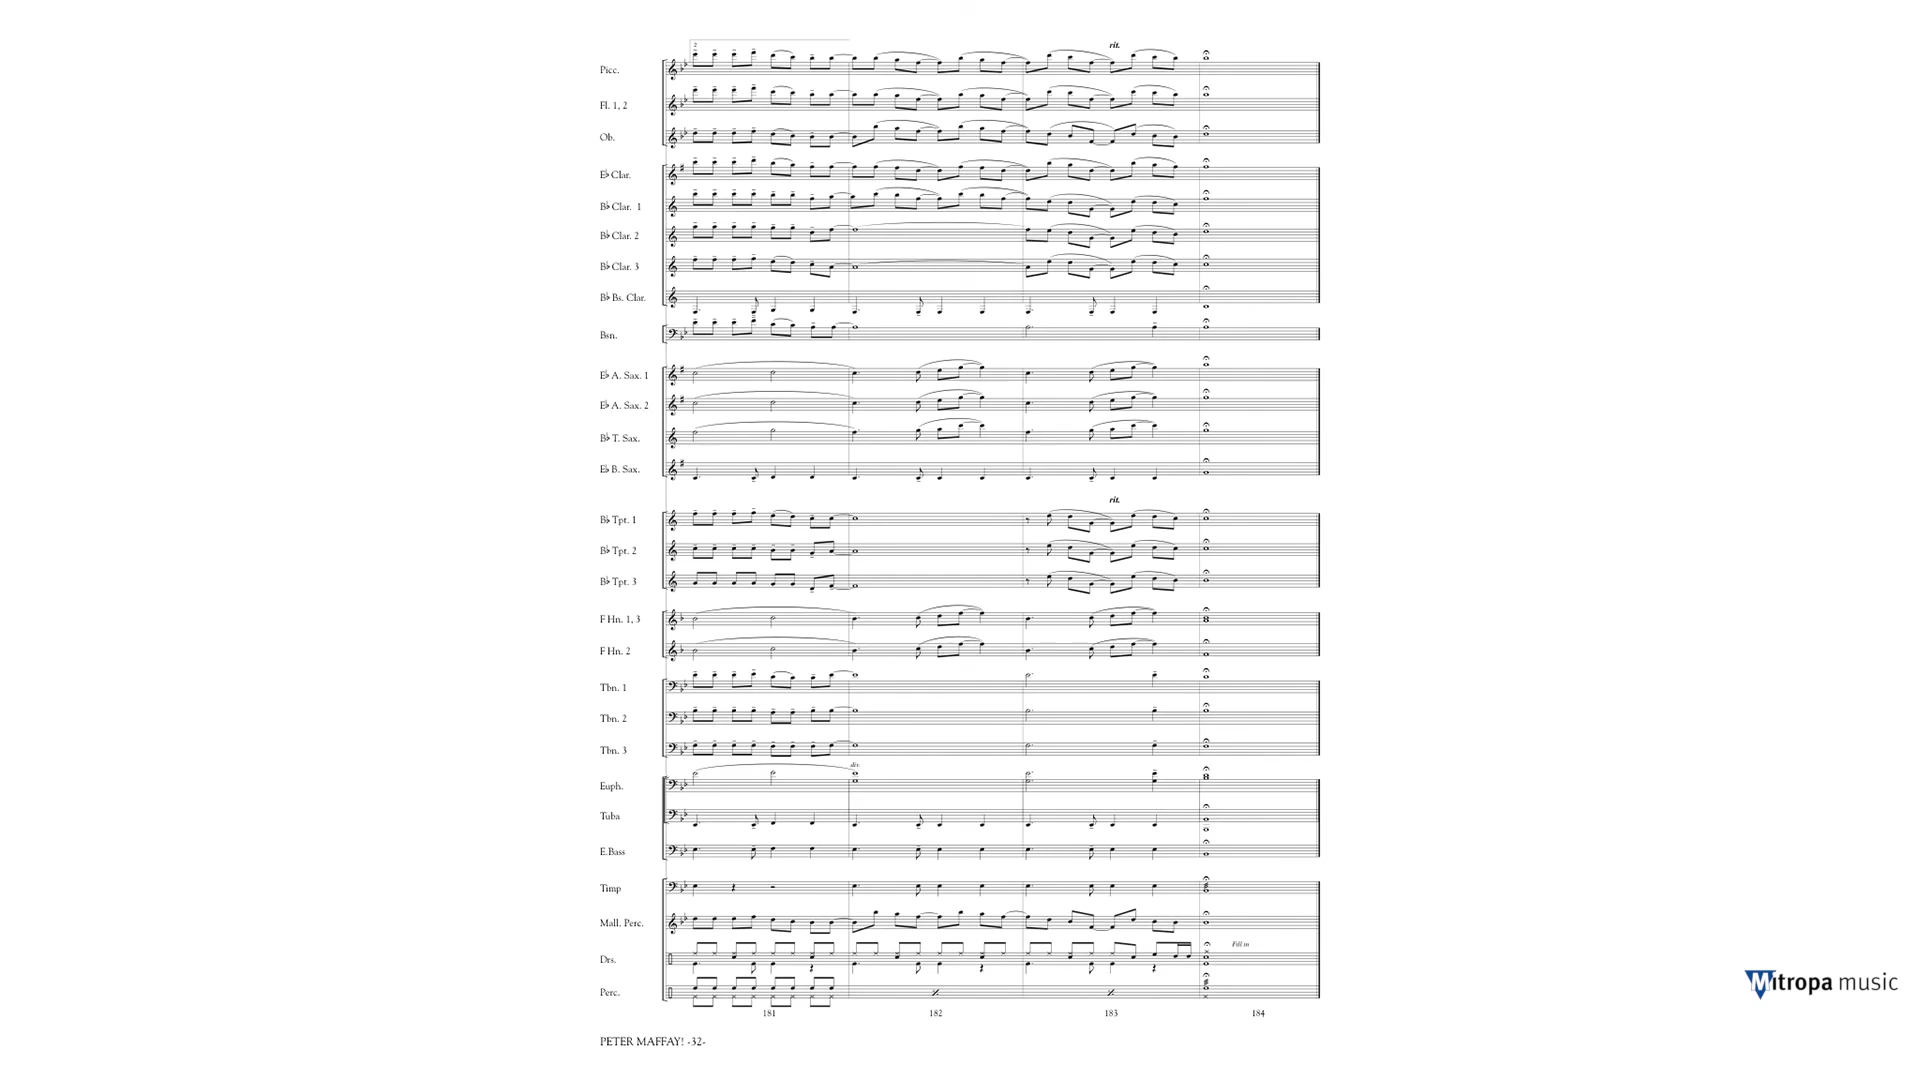 2
rit.
Picc.
Fl. 1, 2
Ob.
E♭ Clar.
B♭ Clar. 1
B♭ Clar. 2
B♭ Clar. 3
B♭ Bs. Clar.
Bsn.
E♭ A. Sax. 1
E♭ A. Sax. 2
B♭ T. Sax.
E♭ B. Sax.
rit.
B♭ Tpt. 1
B♭ Tpt. 2
B♭ Tpt. 3
F Hn. 1, 3
F Hn. 2
Tbn. 1
Tbn. 2
Tbn. 3
div.
Euph.
Tuba
E.Bass
Timp
Mall. Perc.
Fill in
Drs.
Perc.
181 182 183 184
PETER MAFFAY! -32-
Mitropa music